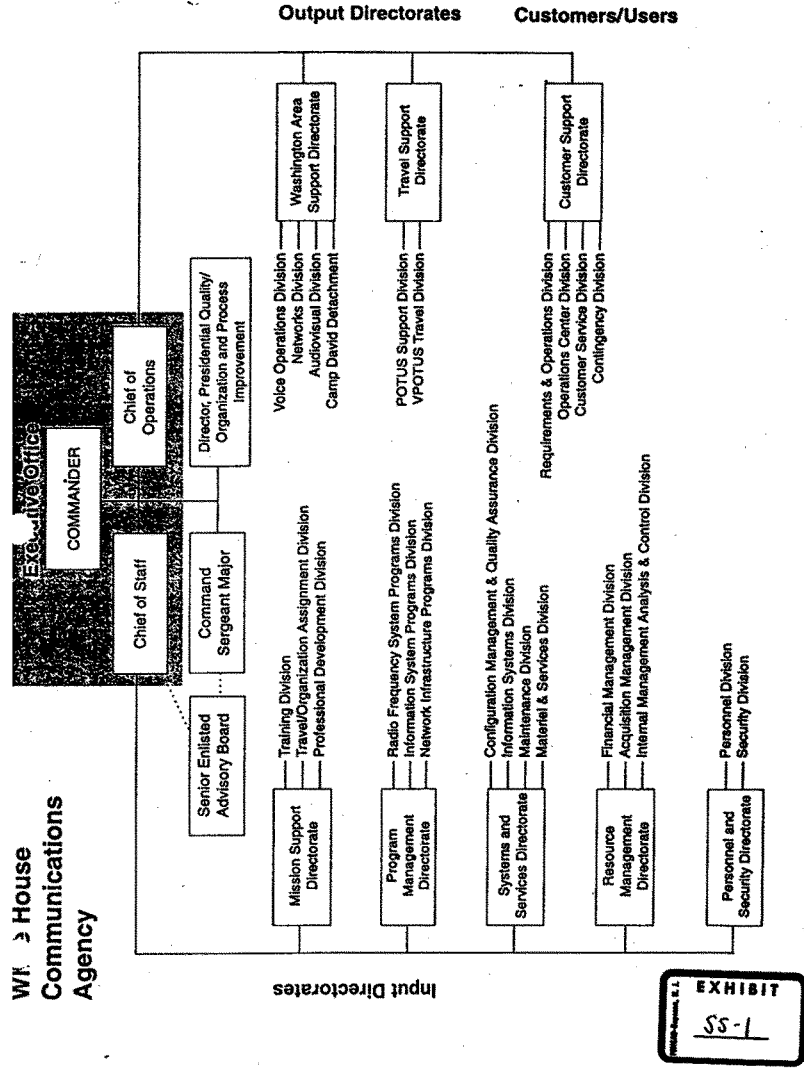 WH House
Communications
Agency
Executive Office
COMMANDER
Chief of Staff
Chief of
Operations
Senior Enlisted
Advisory Board
Command
Sergeant Major
Director, Presidential Quality/
Organization and Process
Improvement
Input Directorates
Mission Support
Directorate
Training Division
Travel/Organization Assignment Division
Professional Development Division
Program
Management
Directorate
Radio Frequency System Programs Division
Information System Programs Division
Network Infrastructure Programs Division
Systems and
Services Directorate
Configuration Management & Quality Assurance Division
Information Systems Division
Maintenance Division
Materiel & Services Division
Resource
Management
Directorate
Financial Management Division
Acquisition Management Division
Internal Management Analysis & Control Division
Personnel and
Security Directorate
Personnel Division
Security Division
Output Directorates
Voice Operations Division
Networks Division
Audiovisual Division
Camp David Detachment
Washington Area
Support Directorate
POTUS Support Division
VPOTUS Travel Division
Travel Support
Directorate
Customers/Users
Requirements & Operations Division
Operations Center Division
Customer Service Division
Contingency Division
Customer Support
Directorate
EXHIBIT
SS-1